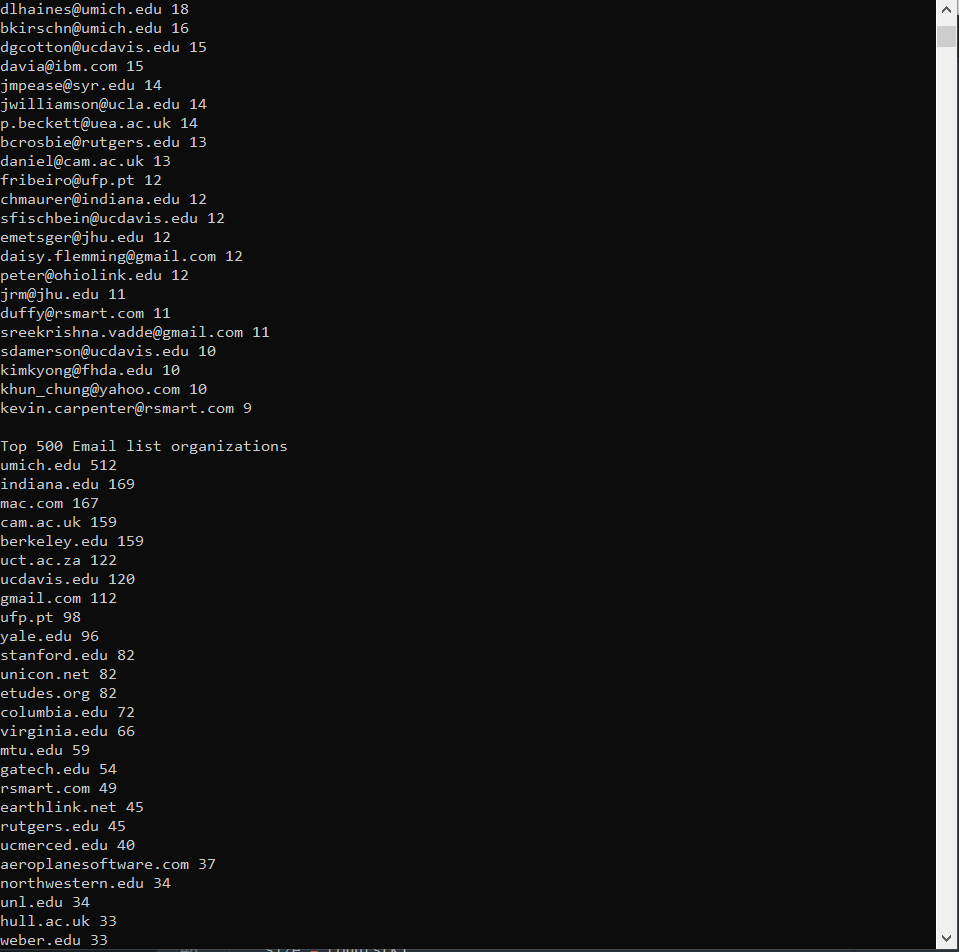 dlhaines@umich.edu 18
bkirschn@umich.edu 16
dgcotton@ucdavis.edu 15
davia@ibm.com 15
jmpease@syr.edu 14
jwilliamson@ucla.edu 14
p.beckett@uea.ac.uk 14
bcrosbie@rutgers.edu 13
daniel@cam.ac.uk 13
fribeiro@ufp.pt 12
chmaurer@indiana.edu 12
sfischbein@ucdavis.edu 12
emetsger@jhu.edu 12
daisy.flemming@gmail.com 12
peter@ohiolink.edu 12
jrm@jhu.edu 11
duffy@rsmart.com 11
sreekrishna.vadde@gmail.com 11
sdamerson@ucdavis.edu 10
kimkyong@fhda.edu 10
khun_chung@yahoo.com 10
kevin.carpenter@rsmart.com 9
Top 500 Email list organizations
umich.edu 512
indiana.edu 169
mac.com 167
cam.ac.uk 159
berkeley.edu 159
uct.ac.za 122
ucdavis.edu 120
gmail.com 112
ufp.pt 98
yale.edu 96
stanford.edu 82
unicon.net 82
etudes.org 82
columbia.edu 72
virginia.edu 66
mtu.edu 59
gatech.edu 54
rsmart.com 49
earthlink.net 45
rutgers.edu 45
ucmerced.edu 40
aeroplanesoftware.com 37
northwestern.edu 34
unl.edu 34
hull.ac.uk 33
weber.edu 33